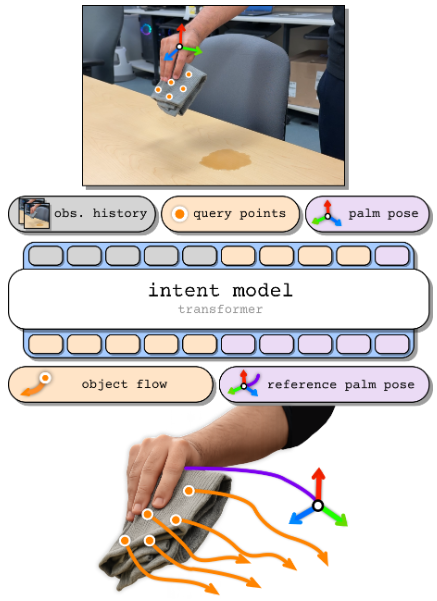 obs. history
query points
palm pose
intent model
transformer
object flow
reference palm pose